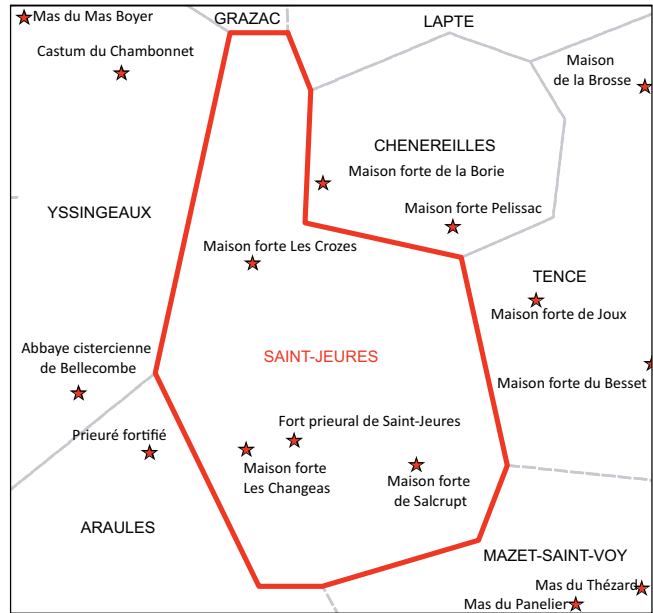 Mas du Mas Boyer
GRAZAC
LAPTE
Castum du Chambonnet
Maison
de la Brosse
CHENEREILLES
Maison forte de la Borie
YSSINGEAUX
Maison forte Pelissac
Maison forte Les Crozes
TENCE
Maison forte de Joux
Abbaye cistercienne
de Bellecombe
SAINT-JEURES
Maison forte du Besset
Prieuré fortifié
Fort prieural de Saint-Jeures
Maison forte
Les Changeas
Maison forte
de Salcrupt
ARAULES
MAZET-SAINT-VOY
Mas du Thézard
Mas du Panelier